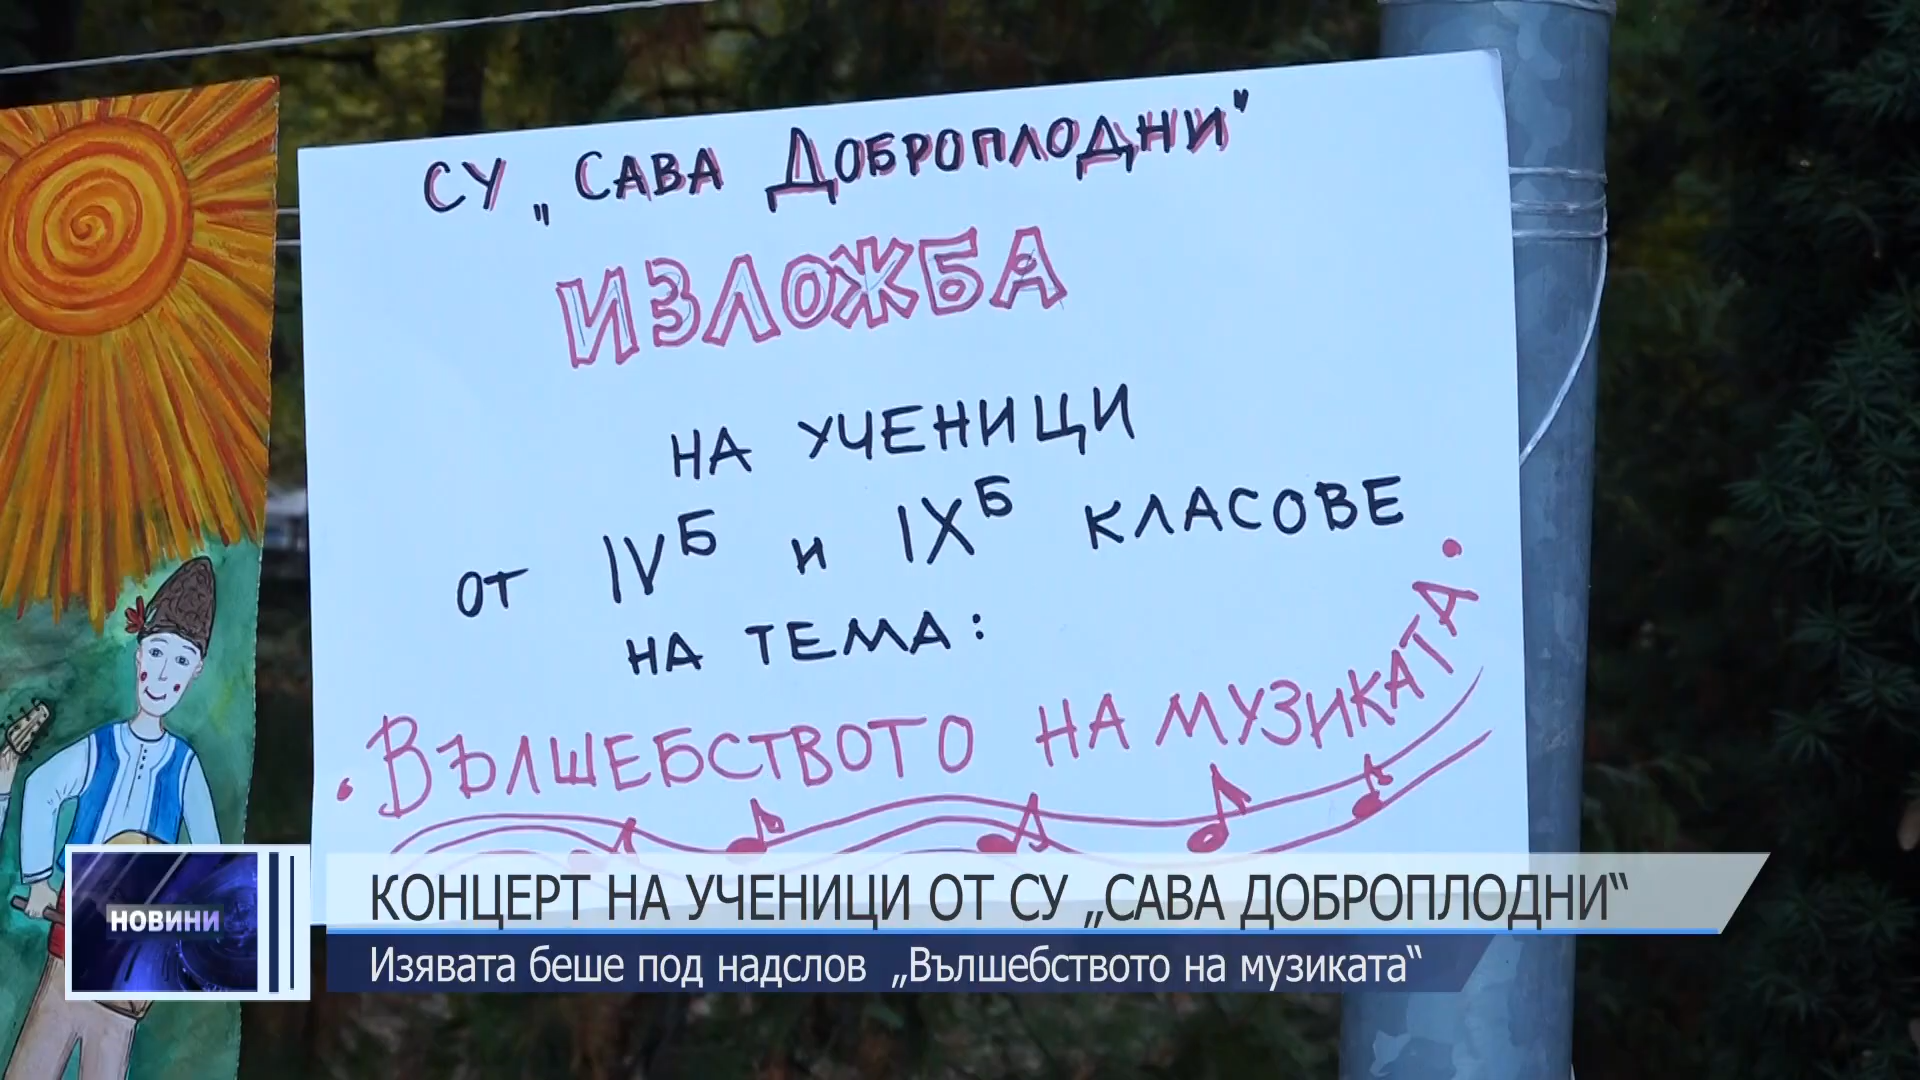 СУ „САВА ДОБРОПЛОДНИ"
ИЗЛОЖБА
НА УЧЕНИЦИ
ОТ IVБ И IXБ КЛАСОВЕ
НА ТЕМА:
• ВЪЛШЕБСТВОТО НА МУЗИКАТА •
НОВИНИ
КОНЦЕРТ НА УЧЕНИЦИ ОТ СУ „САВА ДОБРОПЛОДНИ“
Изявата беше под надслов „Вълшебството на музиката“